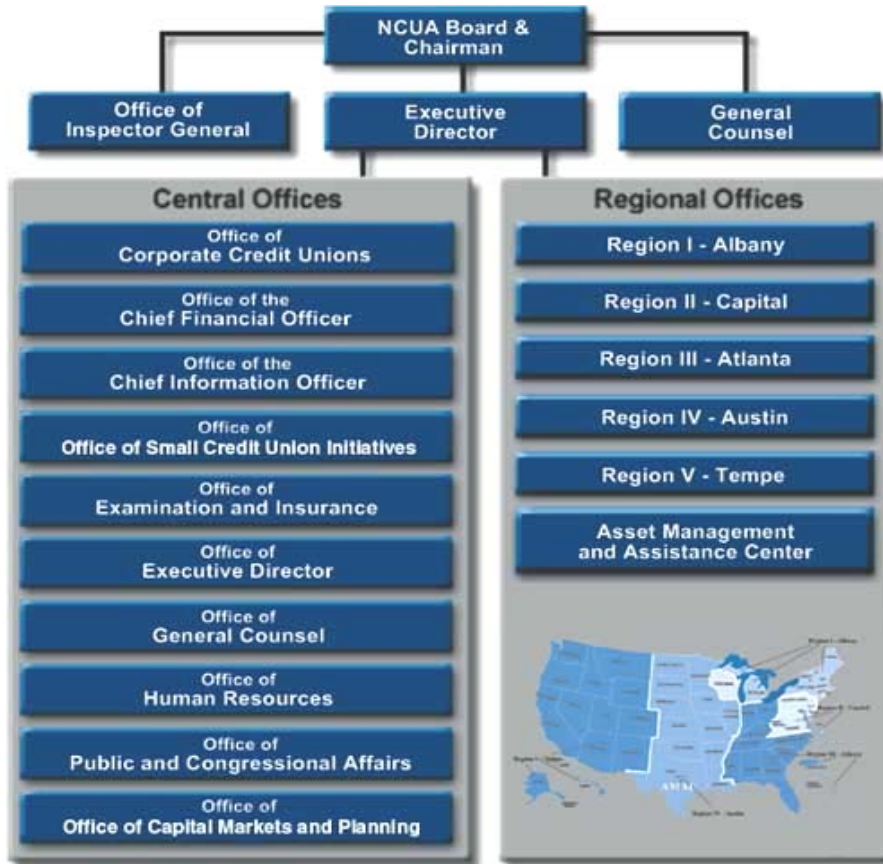 NCUA Board &
Chairman
Office of
Inspector General
Executive
Director
General
Counsel
Central Offices
Office of
Corporate Credit Unions
Office of the
Chief Financial Officer
Office of the
Chief Information Officer
Office of
Office of Small Credit Union Initiatives
Office of
Examination and Insurance
Office of
Executive Director
Office of
General Counsel
Office of
Human Resources
Office of
Public and Congressional Affairs
Office of
Office of Capital Markets and Planning
Regional Offices
Region I - Albany
Region II - Capital
Region III - Atlanta
Region IV - Austin
Region V - Tempe
Asset Management
and Assistance Center